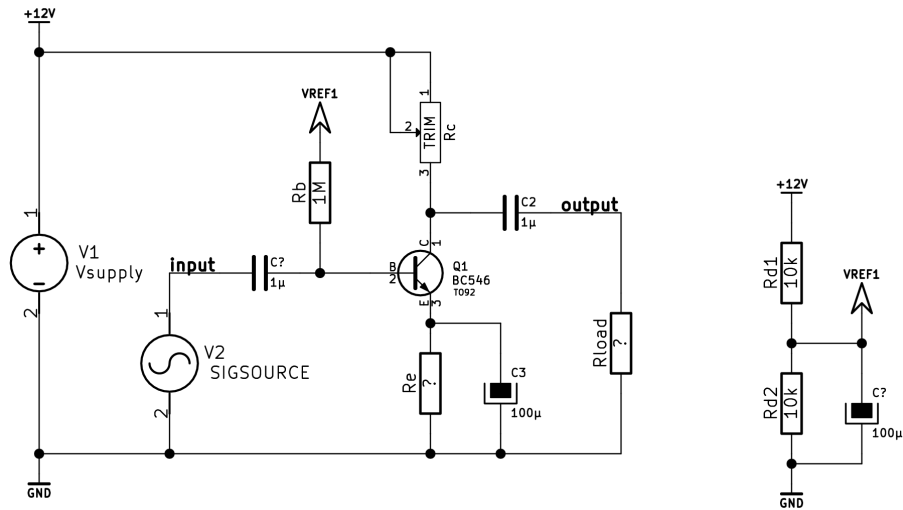 +12V
1
VREF1
2
TRIM
Rc
Rb
1M
3
C2
1µ
output
1
+
V1
Vsupply
-
2
input
C?
1µ
C
1
B
2
Q1
BC546
TO92
E
3
1
V2
SIGSOURCE
2
Re
?
C3
100µ
Rload
?
GND
+12V
Rd1
10k
VREF1
Rd2
10k
C?
100µ
GND